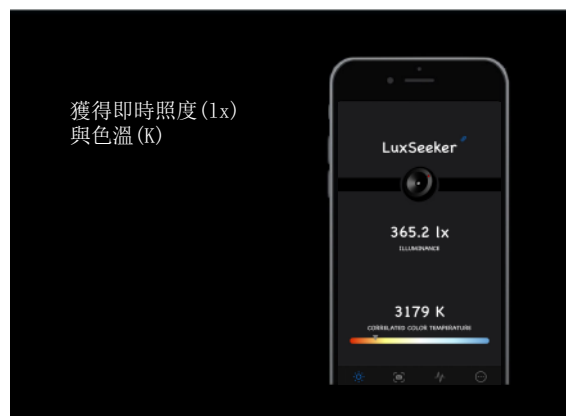 獲得即時照度(lx)
與色溫(K)
LuxSeeker
365.2 lx
ILLUMINANCE
3179 K
CORRELATED COLOR TEMPERATURE